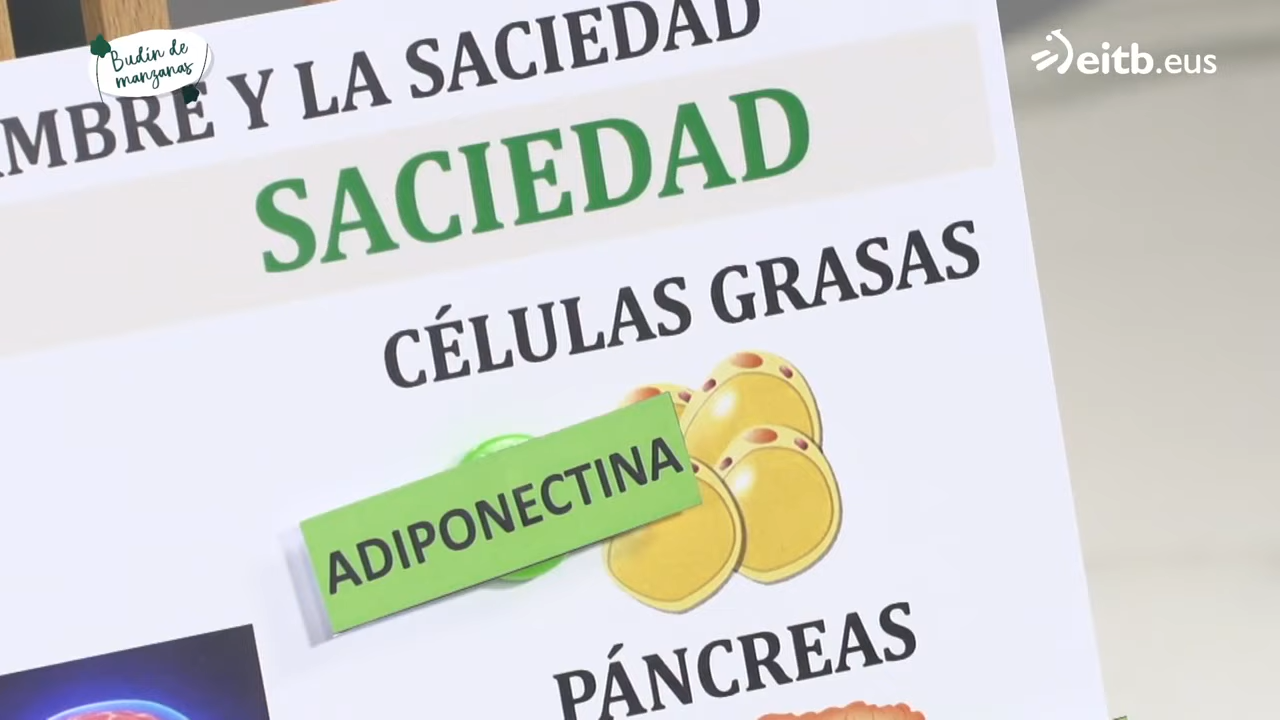 Budín de
manzanas
eitb.eus
MBRE Y LA SACIEDAD
SACIEDAD
CÉLULAS GRASAS
ADIPONECTINA
PÁNCREAS